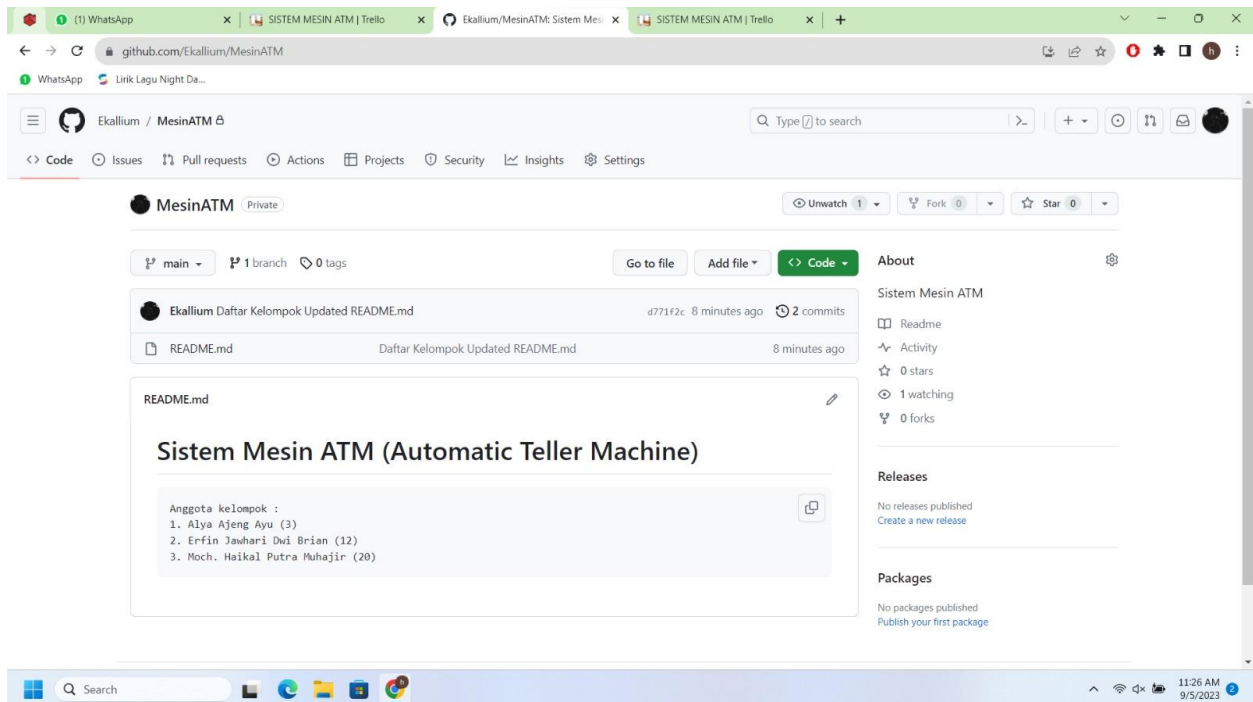 (1) WhatsApp
SISTEM MESIN ATM | Trello
Ekallium/MesinATM: Sistem Mesi
SISTEM MESIN ATM | Trello
github.com/Ekallium/MesinATM
h
WhatsApp
Lirik Lagu Night Da...
Ekallium / MesinATM
Type / to search
Code
Issues
Pull requests
Actions
Projects
Security
Insights
Settings
MesinATM Private
Unwatch 1
Fork 0
Star 0
main
1 branch
0 tags
Go to file
Add file
Code
Ekallium Daftar Kelompok Updated README.md
d771f2c 8 minutes ago
2 commits
README.md
Daftar Kelompok Updated README.md
8 minutes ago
README.md
Sistem Mesin ATM (Automatic Teller Machine)
Anggota kelompok :
1. Alya Ajeng Ayu (3)
2. Erfin Jawhari Dwi Brian (12)
3. Moch. Haikal Putra Muhajir (20)
About
Sistem Mesin ATM
Readme
Activity
0 stars
1 watching
0 forks
Releases
No releases published
Create a new release
Packages
No packages published
Publish your first package
Search
11:26 AM
9/5/2023
2